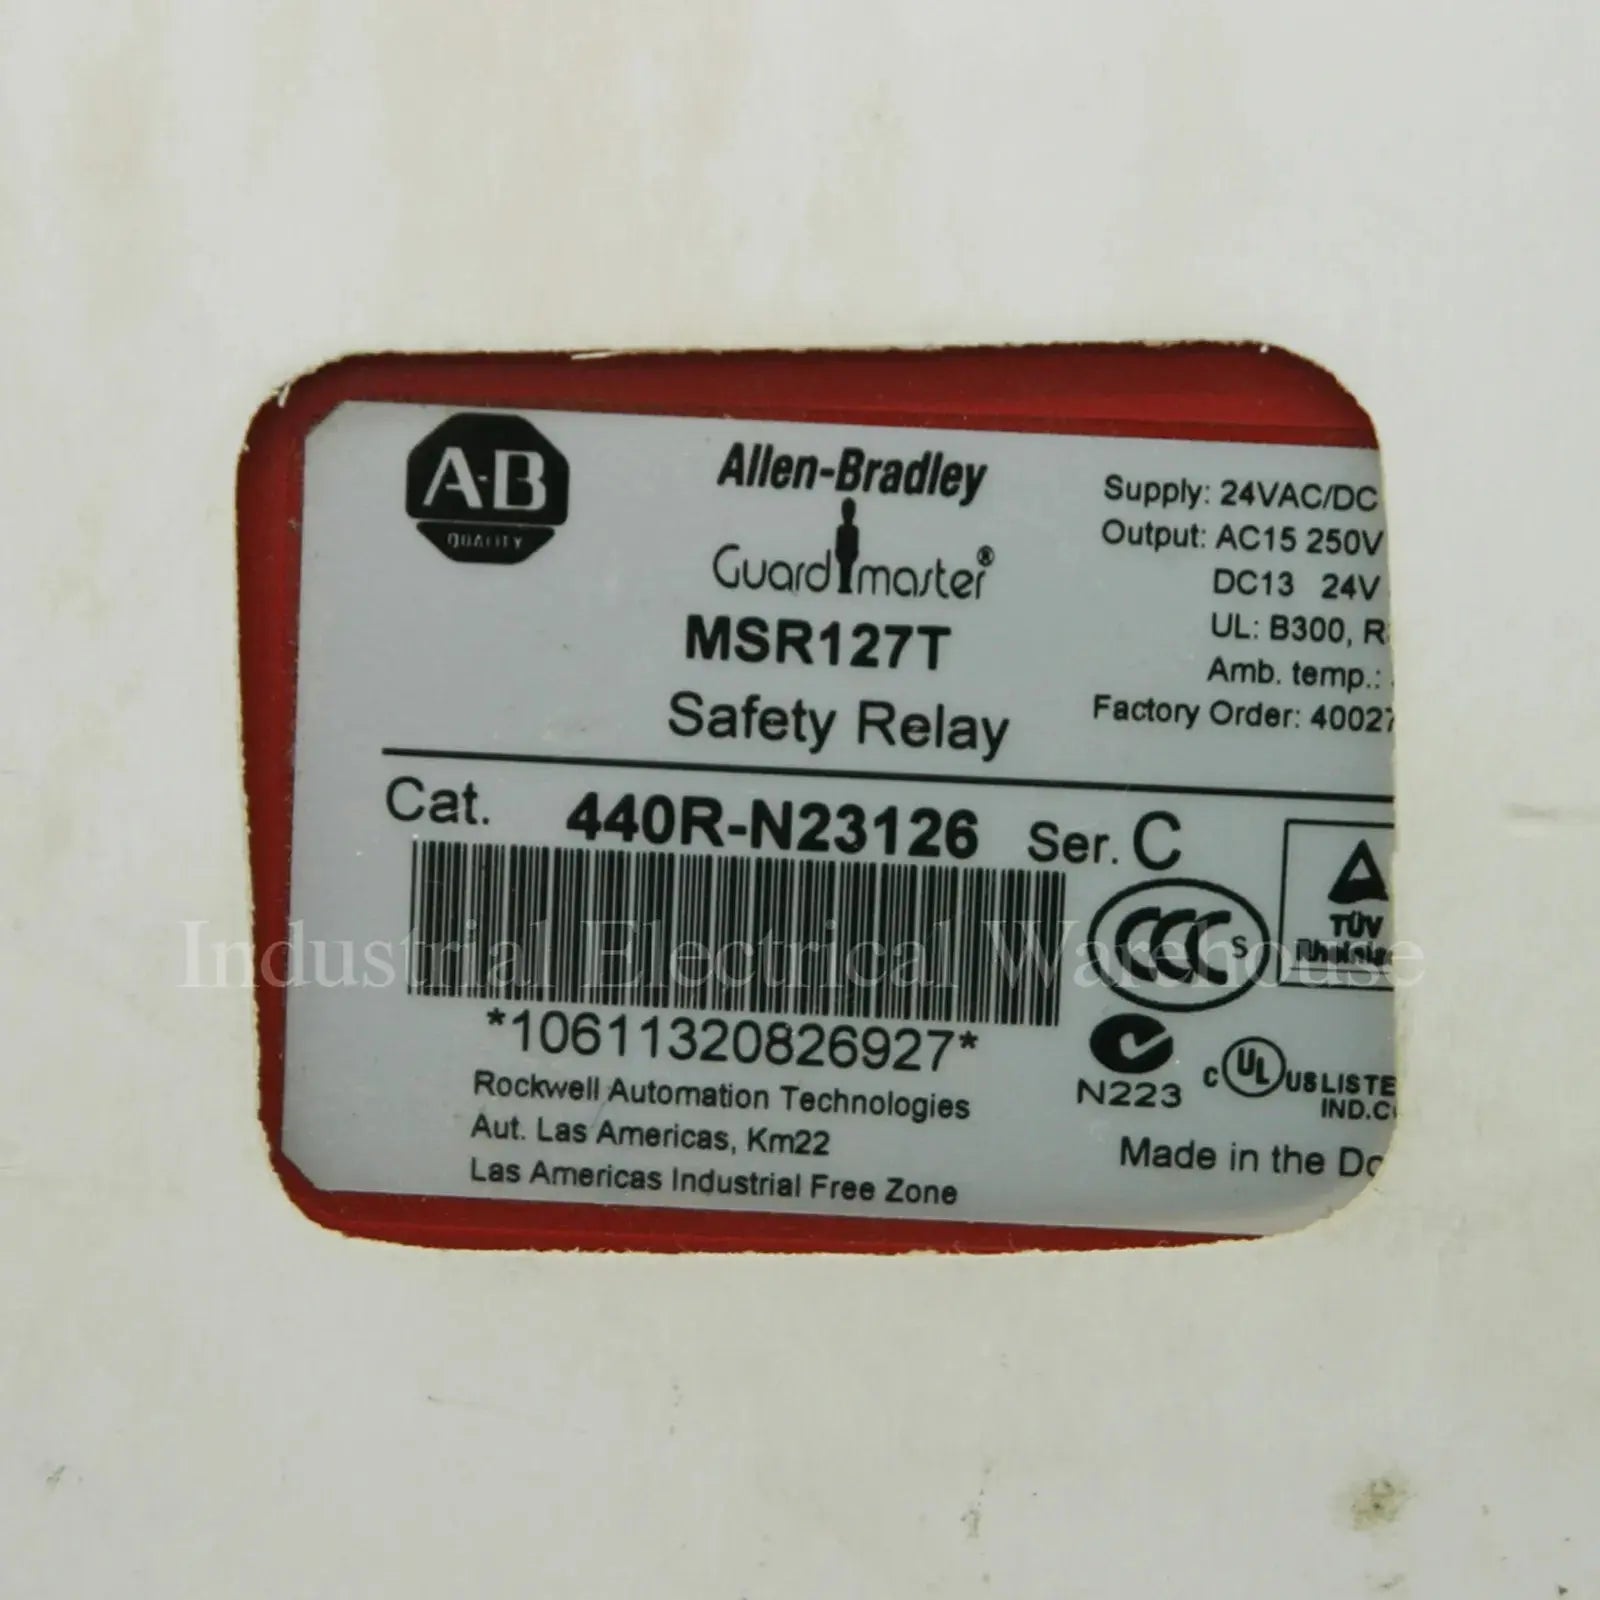 A-B
QUALITY
Allen-Bradley
Guardmaster®
MSR127T
Safety Relay
Supply: 24VAC/DC
Output: AC15 250V
DC13 24V
UL: B300, R
Amb. temp.:
Factory Order: 40027
Cat. 440R-N23126 Ser. C
*10611320826927*
Rockwell Automation Technologies
Aut. Las Americas, Km22
Las Americas Industrial Free Zone
CCC S
TÜV
N223
C UL US LISTE
IND.C
Made in the Do
Industrial Electrical Warehouse